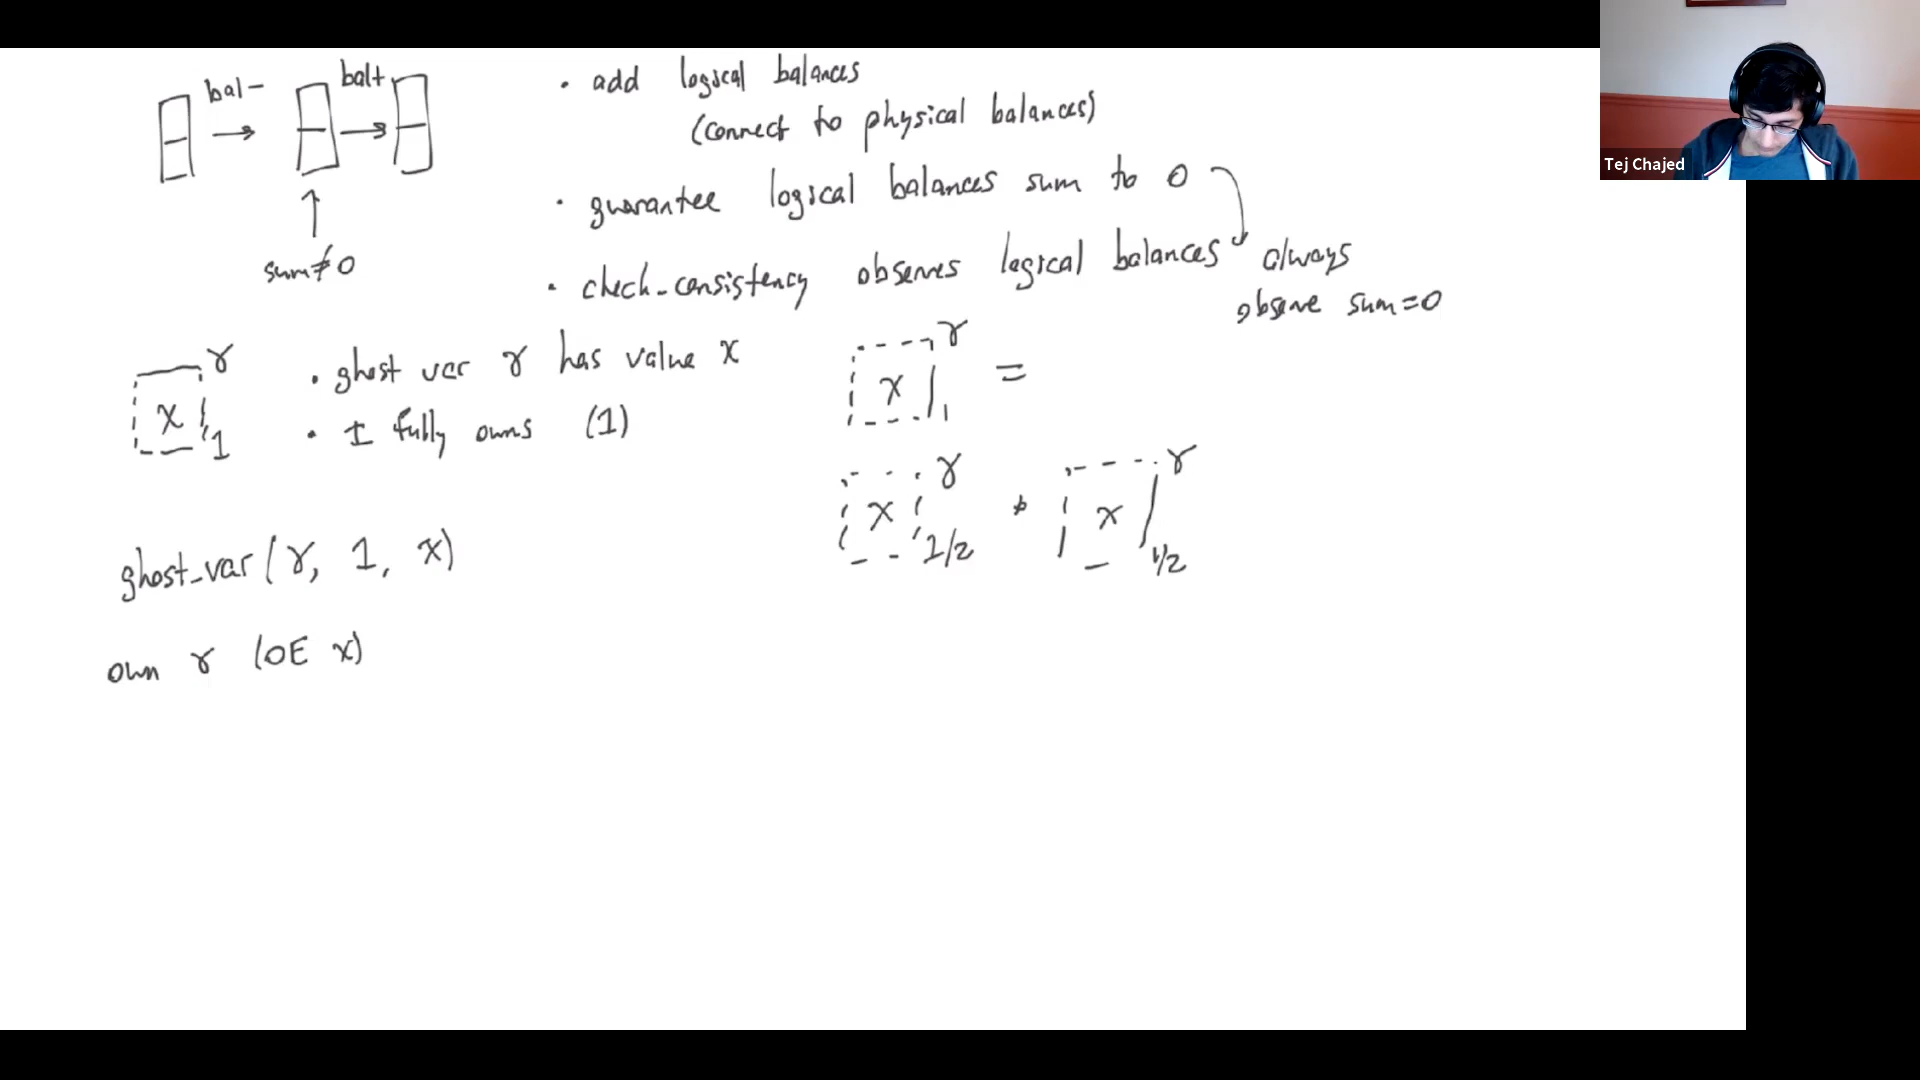 bal-
bal+
sum≠0
• add logical balances
(connect to physical balances)
• guarantee logical balances sum to 0
• check-consistency observes logical balances
always
observe sum=0
Tej Chajed
x γ 1
• ghost var γ has value x
• I fully owns (1)
x γ 1 =
x γ 1/2 * x γ 1/2
ghost_var(γ, 1, x)
own γ (OE x)